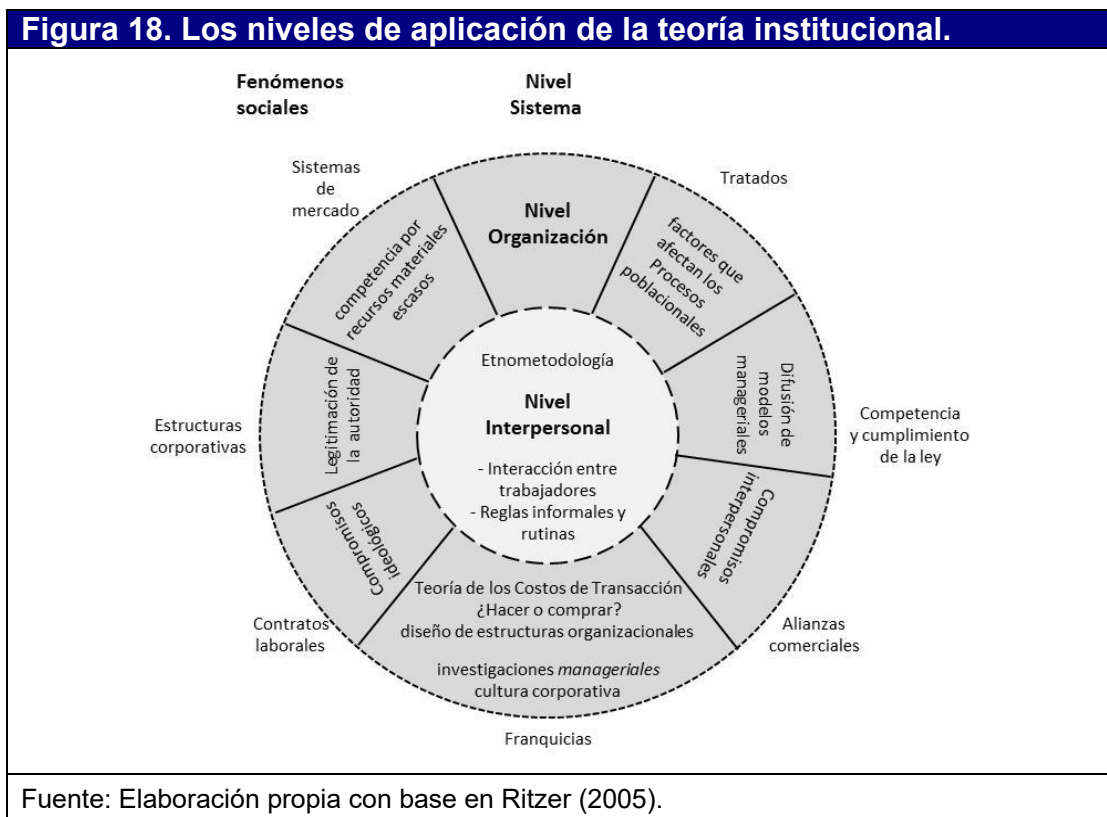 Figura 18. Los niveles de aplicación de la teoría institucional.
Fenómenos
sociales
Nivel
Sistema
Sistemas
de
mercado
Tratados
Nivel
Organización
competencia por
recursos materiales
escasos
factores que
afectan los
Procesos
poblacionales
Etnometodología
Nivel
Interpersonal
- Interacción entre
trabajadores
- Reglas informales y
rutinas
Legitimación de
la autoridad
Difusión de
modelos
manageriales
Estructuras
corporativas
Competencia
y cumplimiento
de la ley
Compromisos
ideológicos
Compromisos
interpersonales
Teoría de los Costos de Transacción
¿Hacer o comprar?
diseño de estructuras organizacionales
investigaciones manageriales
cultura corporativa
Contratos
laborales
Alianzas
comerciales
Franquicias
Fuente: Elaboración propia con base en Ritzer (2005).